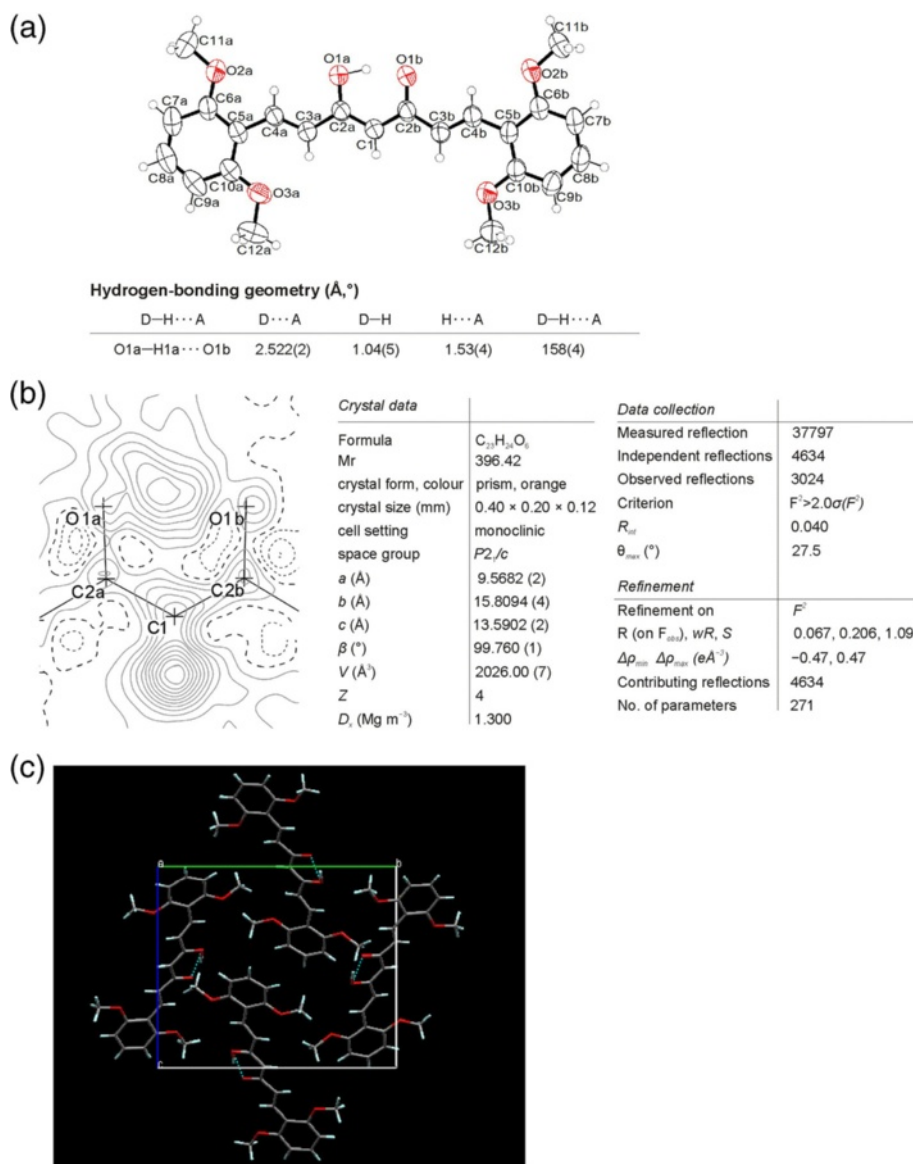 (a)
C11a
O1a
O1b
C11b
O2a
O2b
C7a
C6a
C5a
C4a
C3a
C2a
C1
C2b
C3b
C4b
C5b
C6b
C7b
C8a
C9a
C10a
O3a
C10b
O3b
C8b
C9b
C12a
C12b
Hydrogen-bonding geometry (Å,°)
D─H···A D···A D─H H···A D─H···A
O1a─H1a···O1b 2.522(2) 1.04(5) 1.53(4) 158(4)
(b)
O1a
O1b
C2a
C2b
C1
Crystal data
Formula C₂₃H₂₄O₆
Mr 396.42
crystal form, colour prism, orange
crystal size (mm) 0.40 × 0.20 × 0.12
cell setting monoclinic
space group P2₁/c
a (Å) 9.5682 (2)
b (Å) 15.8094 (4)
c (Å) 13.5902 (2)
β (°) 99.760 (1)
V (Å³) 2026.00 (7)
Z 4
Dₓ (Mg m⁻³) 1.300
Data collection
Measured reflection 37797
Independent reflections 4634
Observed reflections 3024
Criterion F²>2.0σ(F²)
R_int 0.040
θ_max (°) 27.5
Refinement
Refinement on F²
R (on F_obs), wR, S 0.067, 0.206, 1.09
Δρ_min Δρ_max (eÅ⁻³) −0.47, 0.47
Contributing reflections 4634
No. of parameters 271
(c)
b
c